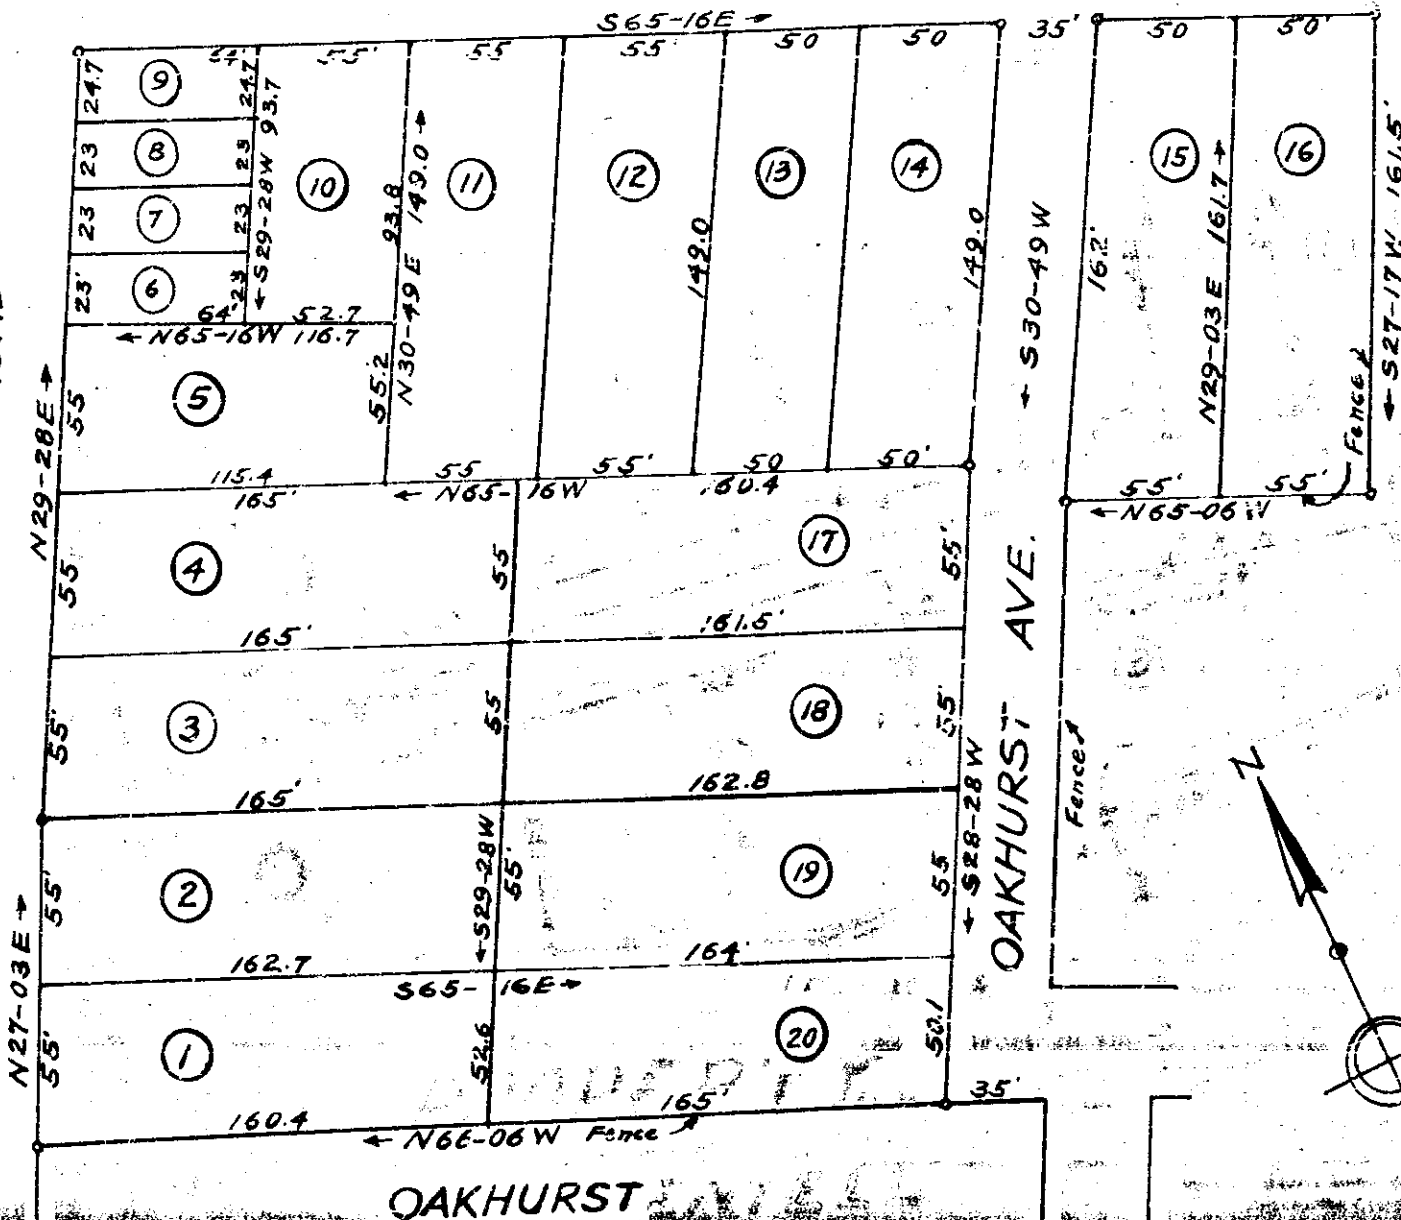 S65-16E →
64' 55' 55 55' 50 50 35' 50 50'
24.7 9 24.7
23 8 23
23 7 23
23' 6 23
← S29-28W 93.7
64' 52.7
← N65-16W 116.7
10 93.8
N30-49E 149.0 →
11 12 149.0 13 14 149.0
← S30-49W
162' 15 N29-03E 161.7 → 16
← S27-17W 161.5'
Fence
55' 55'
← N65-06W
N29-28E →
55 5 55.2
115.4 55 55' 50 50'
165' ← N65-16W 160.4
55 4 55 17 55'
165' 161.5'
55' 3 55 18 55'
165' 162.8
55' 2 ← S29-28W 55' 19 55
← S28-28W
OAKHURST AVE.
Fence
162.7 164'
S65-16E →
N27-03E →
55' 1 52.6 20 50.1
160.4 165' 35'
← N66-06W Fence
OAKHURST
N